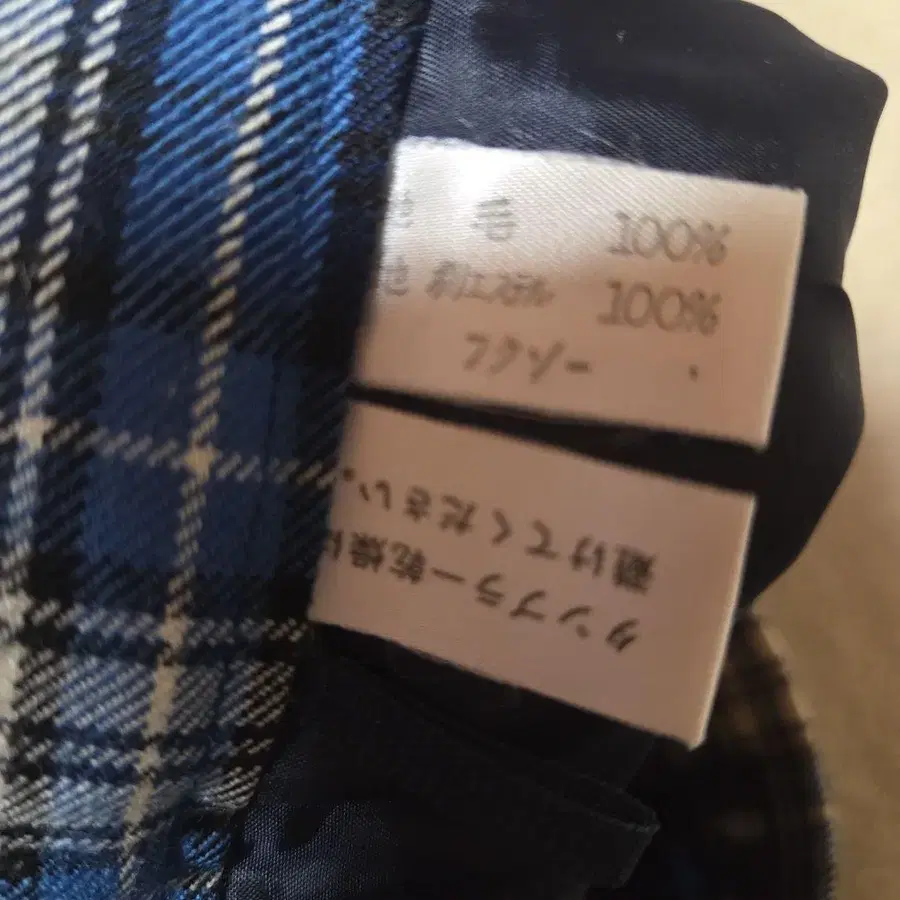 毛 100%
ポリエステル 100%
タンブラー乾燥は
避けてください。